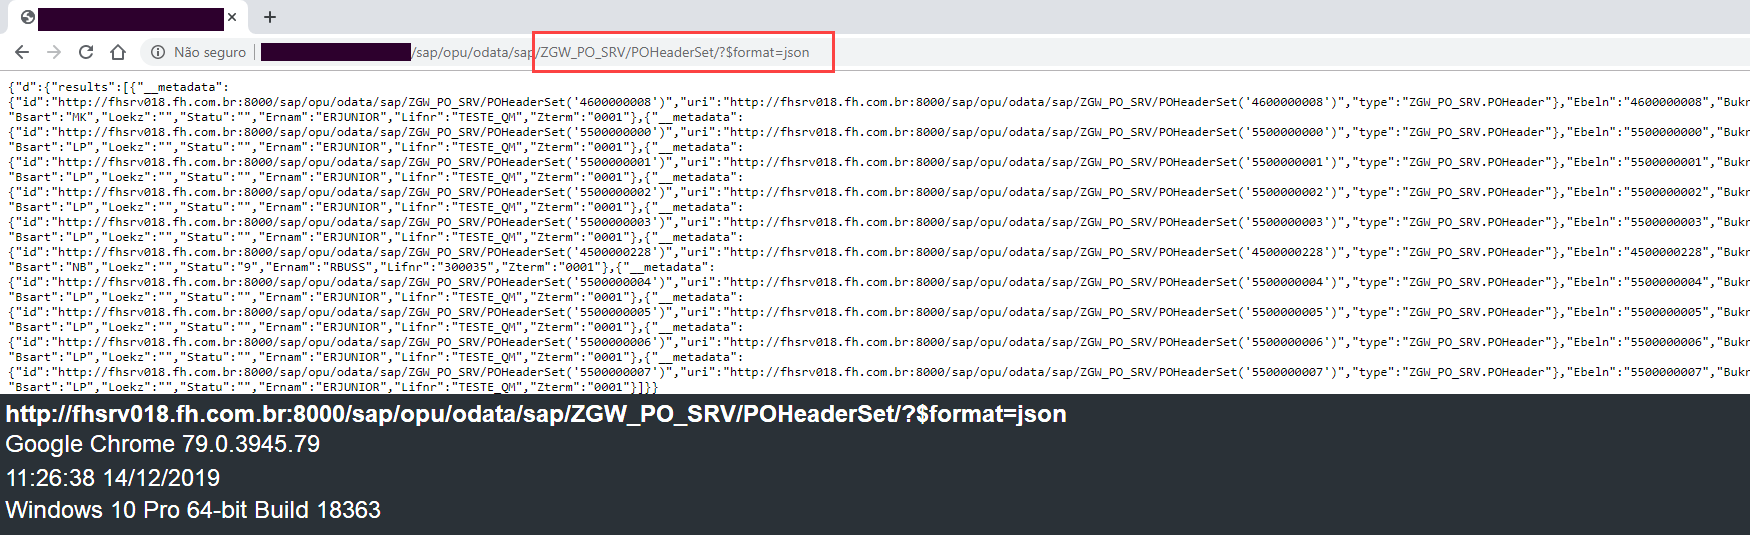 Não seguro /sap/opu/odata/sap/ZGW_PO_SRV/POHeaderSet/?$format=json
{"d":{"results":[{"__metadata":
{"id":"http://fhsrv018.fh.com.br:8000/sap/opu/odata/sap/ZGW_PO_SRV/POHeaderSet('4600000008')","uri":"http://fhsrv018.fh.com.br:8000/sap/opu/odata/sap/ZGW_PO_SRV/POHeaderSet('4600000008')","type":"ZGW_PO_SRV.POHeader"},"Ebeln":"4600000008","Bukr
"Bsart":"MK","Loekz":"","Statu":"","Ernam":"ERJUNIOR","Lifnr":"TESTE_QM","Zterm":"0001"},{"__metadata":
{"id":"http://fhsrv018.fh.com.br:8000/sap/opu/odata/sap/ZGW_PO_SRV/POHeaderSet('5500000000')","uri":"http://fhsrv018.fh.com.br:8000/sap/opu/odata/sap/ZGW_PO_SRV/POHeaderSet('5500000000')","type":"ZGW_PO_SRV.POHeader"},"Ebeln":"5500000000","Bukr
"Bsart":"LP","Loekz":"","Statu":"","Ernam":"ERJUNIOR","Lifnr":"TESTE_QM","Zterm":"0001"},{"__metadata":
{"id":"http://fhsrv018.fh.com.br:8000/sap/opu/odata/sap/ZGW_PO_SRV/POHeaderSet('5500000001')","uri":"http://fhsrv018.fh.com.br:8000/sap/opu/odata/sap/ZGW_PO_SRV/POHeaderSet('5500000001')","type":"ZGW_PO_SRV.POHeader"},"Ebeln":"5500000001","Bukr
"Bsart":"LP","Loekz":"","Statu":"","Ernam":"ERJUNIOR","Lifnr":"TESTE_QM","Zterm":"0001"},{"__metadata":
{"id":"http://fhsrv018.fh.com.br:8000/sap/opu/odata/sap/ZGW_PO_SRV/POHeaderSet('5500000002')","uri":"http://fhsrv018.fh.com.br:8000/sap/opu/odata/sap/ZGW_PO_SRV/POHeaderSet('5500000002')","type":"ZGW_PO_SRV.POHeader"},"Ebeln":"5500000002","Bukr
"Bsart":"LP","Loekz":"","Statu":"","Ernam":"ERJUNIOR","Lifnr":"TESTE_QM","Zterm":"0001"},{"__metadata":
{"id":"http://fhsrv018.fh.com.br:8000/sap/opu/odata/sap/ZGW_PO_SRV/POHeaderSet('5500000003')","uri":"http://fhsrv018.fh.com.br:8000/sap/opu/odata/sap/ZGW_PO_SRV/POHeaderSet('5500000003')","type":"ZGW_PO_SRV.POHeader"},"Ebeln":"5500000003","Bukr
"Bsart":"LP","Loekz":"","Statu":"","Ernam":"ERJUNIOR","Lifnr":"TESTE_QM","Zterm":"0001"},{"__metadata":
{"id":"http://fhsrv018.fh.com.br:8000/sap/opu/odata/sap/ZGW_PO_SRV/POHeaderSet('4500000228')","uri":"http://fhsrv018.fh.com.br:8000/sap/opu/odata/sap/ZGW_PO_SRV/POHeaderSet('4500000228')","type":"ZGW_PO_SRV.POHeader"},"Ebeln":"4500000228","Bukr
"Bsart":"NB","Loekz":"","Statu":"9","Ernam":"RBUSS","Lifnr":"300035","Zterm":"0001"},{"__metadata":
{"id":"http://fhsrv018.fh.com.br:8000/sap/opu/odata/sap/ZGW_PO_SRV/POHeaderSet('5500000004')","uri":"http://fhsrv018.fh.com.br:8000/sap/opu/odata/sap/ZGW_PO_SRV/POHeaderSet('5500000004')","type":"ZGW_PO_SRV.POHeader"},"Ebeln":"5500000004","Bukr
"Bsart":"LP","Loekz":"","Statu":"","Ernam":"ERJUNIOR","Lifnr":"TESTE_QM","Zterm":"0001"},{"__metadata":
{"id":"http://fhsrv018.fh.com.br:8000/sap/opu/odata/sap/ZGW_PO_SRV/POHeaderSet('5500000005')","uri":"http://fhsrv018.fh.com.br:8000/sap/opu/odata/sap/ZGW_PO_SRV/POHeaderSet('5500000005')","type":"ZGW_PO_SRV.POHeader"},"Ebeln":"5500000005","Bukr
"Bsart":"LP","Loekz":"","Statu":"","Ernam":"ERJUNIOR","Lifnr":"TESTE_QM","Zterm":"0001"},{"__metadata":
{"id":"http://fhsrv018.fh.com.br:8000/sap/opu/odata/sap/ZGW_PO_SRV/POHeaderSet('5500000006')","uri":"http://fhsrv018.fh.com.br:8000/sap/opu/odata/sap/ZGW_PO_SRV/POHeaderSet('5500000006')","type":"ZGW_PO_SRV.POHeader"},"Ebeln":"5500000006","Bukr
"Bsart":"LP","Loekz":"","Statu":"","Ernam":"ERJUNIOR","Lifnr":"TESTE_QM","Zterm":"0001"},{"__metadata":
{"id":"http://fhsrv018.fh.com.br:8000/sap/opu/odata/sap/ZGW_PO_SRV/POHeaderSet('5500000007')","uri":"http://fhsrv018.fh.com.br:8000/sap/opu/odata/sap/ZGW_PO_SRV/POHeaderSet('5500000007')","type":"ZGW_PO_SRV.POHeader"},"Ebeln":"5500000007","Bukr
"Bsart":"LP","Loekz":"","Statu":"","Ernam":"ERJUNIOR","Lifnr":"TESTE_QM","Zterm":"0001"}]}}
http://fhsrv018.fh.com.br:8000/sap/opu/odata/sap/ZGW_PO_SRV/POHeaderSet/?$format=json
Google Chrome 79.0.3945.79
11:26:38 14/12/2019
Windows 10 Pro 64-bit Build 18363